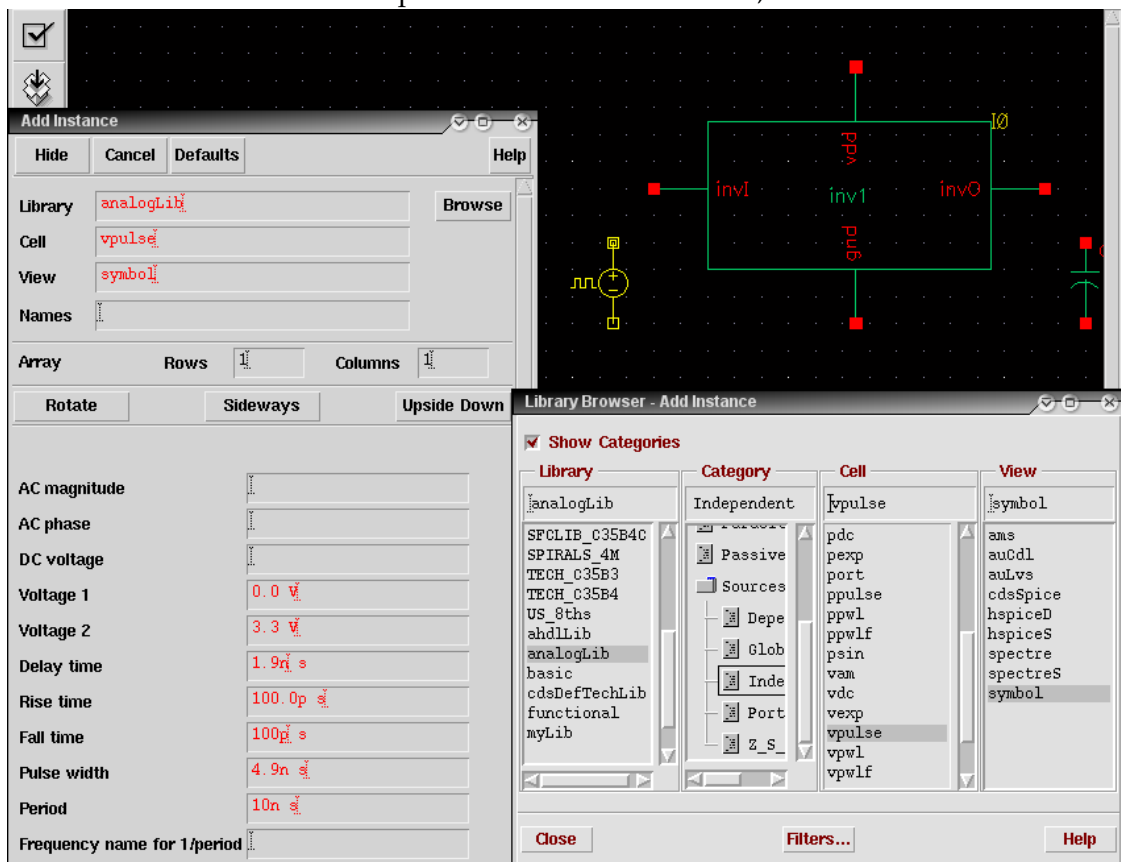 Add Instance
Hide Cancel Defaults Help
Library analogLib Browse
Cell vpulse
View symbol
Names
Array Rows 1 Columns 1
Rotate Sideways Upside Down
AC magnitude
AC phase
DC voltage
Voltage 1 0.0 V
Voltage 2 3.3 V
Delay time 1.9n s
Rise time 100.0p s
Fall time 100p s
Pulse width 4.9n s
Period 10n s
Frequency name for 1/period
I0
vdd
invI inv1 invO
gnd
Library Browser - Add Instance
Show Categories
Library Category Cell View
analogLib Independent vpulse symbol
SFCLIB_C35B4C
SPIRALS_4M
TECH_C35B3
TECH_C35B4
US_8ths
ahdlLib
analogLib
basic
cdsDefTechLib
functional
myLib
Passive
Sources
Depe
Glob
Inde
Port
Z_S_
pdc
pexp
port
ppulse
ppwl
ppwlf
psin
vam
vdc
vexp
vpulse
vpwl
vpwlf
ams
auCdl
auLvs
cdsSpice
hspiceD
hspiceS
spectre
spectreS
symbol
Close Filters... Help